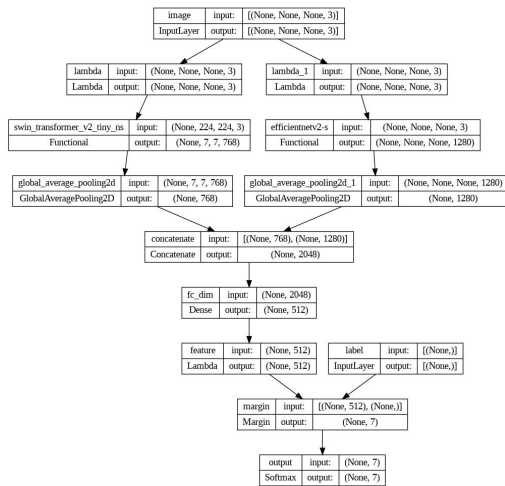 image input: [(None, None, None, 3)]
InputLayer output: [(None, None, None, 3)]
lambda input: (None, None, None, 3)
Lambda output: (None, None, None, 3)
lambda_1 input: (None, None, None, 3)
Lambda output: (None, None, None, 3)
swin_transformer_v2_tiny_ns input: (None, 224, 224, 3)
Functional output: (None, 7, 7, 768)
efficientnetv2-s input: (None, None, None, 3)
Functional output: (None, None, None, 1280)
global_average_pooling2d input: (None, 7, 7, 768)
GlobalAveragePooling2D output: (None, 768)
global_average_pooling2d_1 input: (None, None, None, 1280)
GlobalAveragePooling2D output: (None, 1280)
concatenate input: [(None, 768), (None, 1280)]
Concatenate output: (None, 2048)
fc_dim input: (None, 2048)
Dense output: (None, 512)
feature input: (None, 512)
Lambda output: (None, 512)
label input: [(None,)]
InputLayer output: [(None,)]
margin input: [(None, 512), (None,)]
Margin output: (None, 7)
output input: (None, 7)
Softmax output: (None, 7)